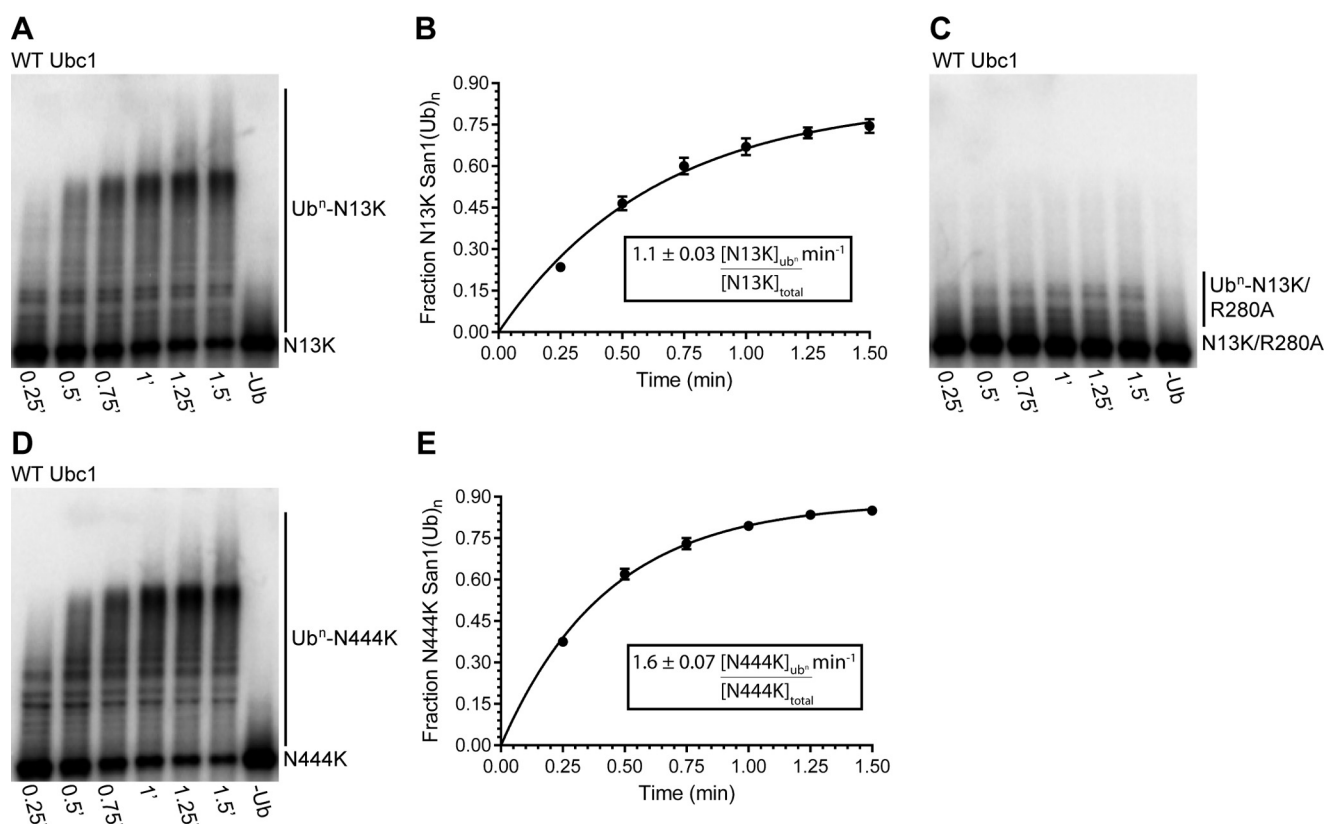 A
WT Ubc1
Ubⁿ-N13K
N13K
0.25'
0.5'
0.75'
1'
1.25'
1.5'
-Ub
B
Fraction N13K San1(Ub)ₙ
0.90
0.75
0.60
0.45
0.30
0.15
0.00
1.1 ± 0.03 [N13K]ubⁿ min⁻¹
[N13K]total
0.00 0.25 0.50 0.75 1.00 1.25 1.50
Time (min)
C
WT Ubc1
Ubⁿ-N13K/
R280A
N13K/R280A
0.25'
0.5'
0.75'
1'
1.25'
1.5'
-Ub
D
WT Ubc1
Ubⁿ-N444K
N444K
0.25'
0.5'
0.75'
1'
1.25'
1.5'
-Ub
E
Fraction N444K San1(Ub)ₙ
0.90
0.75
0.60
0.45
0.30
0.15
0.00
1.6 ± 0.07 [N444K]ubⁿ min⁻¹
[N444K]total
0.00 0.25 0.50 0.75 1.00 1.25 1.50
Time (min)